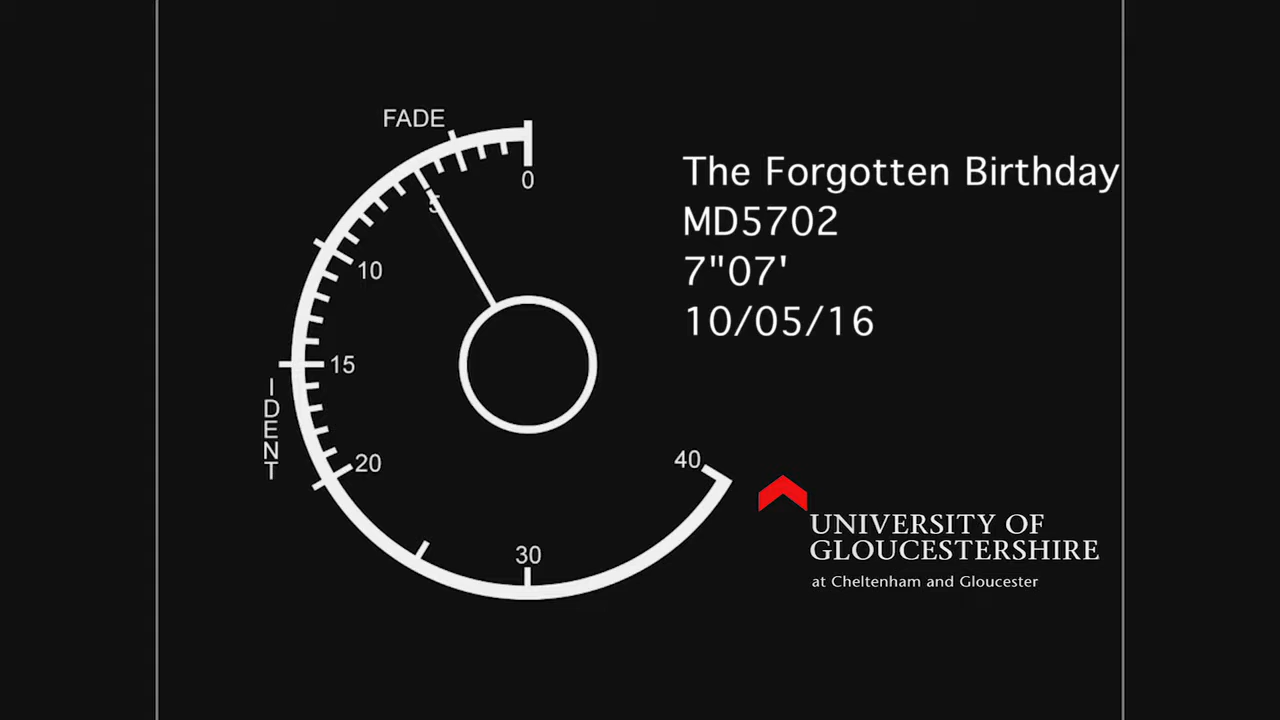 FADE
0
5
10
15
IDENT
20
30
40
The Forgotten Birthday
MD5702
7"07'
10/05/16
UNIVERSITY OF
GLOUCESTERSHIRE
at Cheltenham and Gloucester